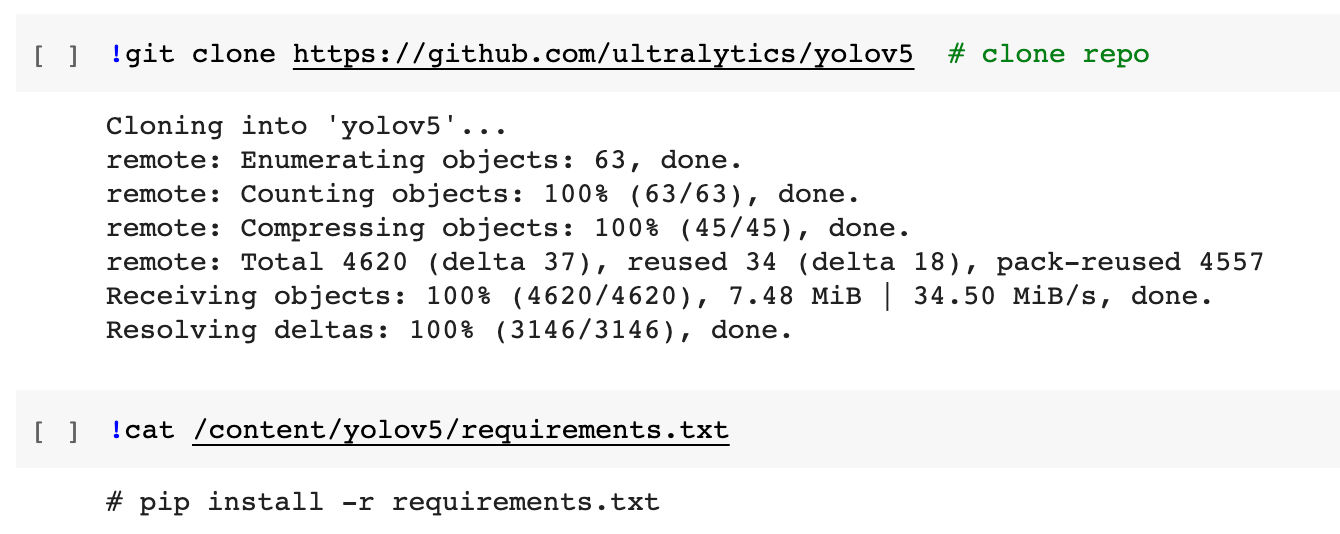 [ ] !git clone https://github.com/ultralytics/yolov5  # clone repo
Cloning into 'yolov5'...
remote: Enumerating objects: 63, done.
remote: Counting objects: 100% (63/63), done.
remote: Compressing objects: 100% (45/45), done.
remote: Total 4620 (delta 37), reused 34 (delta 18), pack-reused 4557
Receiving objects: 100% (4620/4620), 7.48 MiB | 34.50 MiB/s, done.
Resolving deltas: 100% (3146/3146), done.
[ ] !cat /content/yolov5/requirements.txt
# pip install -r requirements.txt